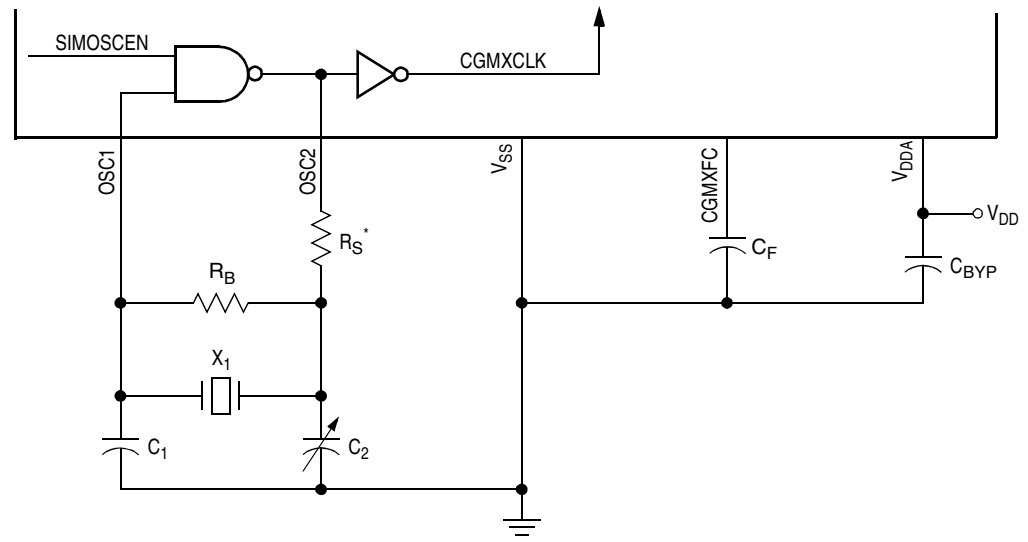 SIMOSCEN
CGMXCLK
OSC1
OSC2
VSS
CGMXFC
VDDA
VDD
RS*
CF
CBYP
RB
X1
C1
C2